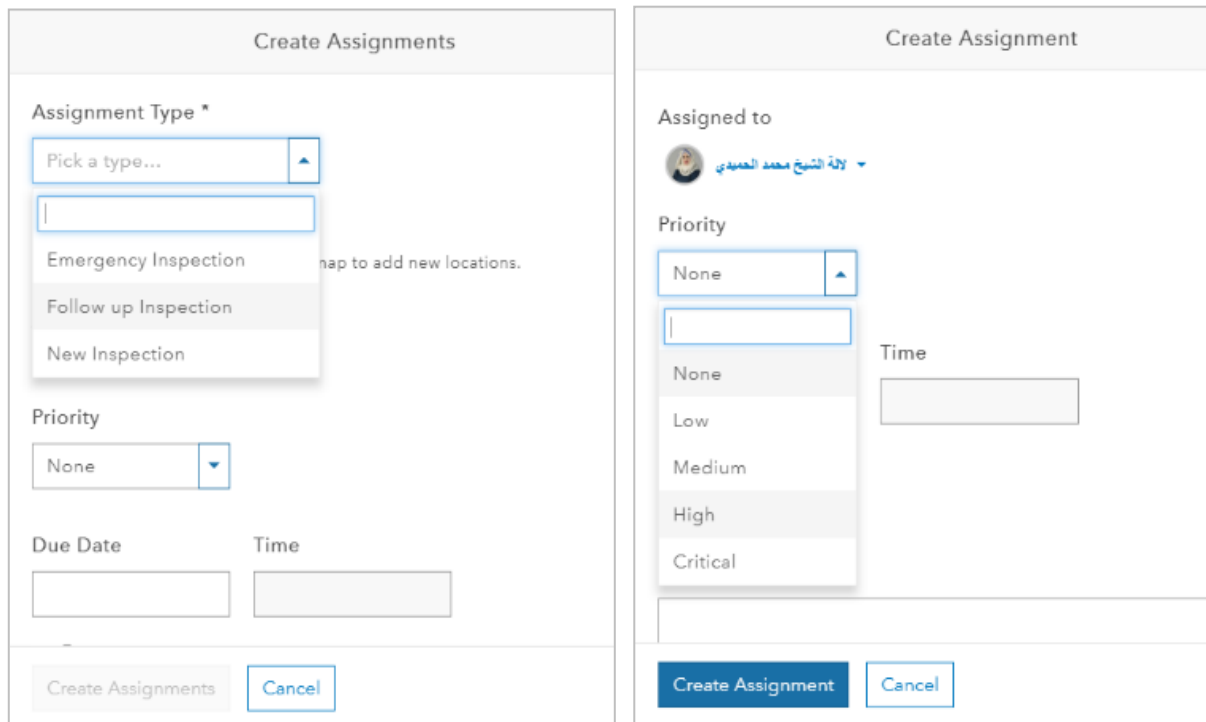 Create Assignments
Assignment Type *
Pick a type...
Emergency Inspection
map to add new locations.
Follow up Inspection
New Inspection
Priority
None
Due Date
Time
Create Assignments
Cancel
Create Assignment
Assigned to
لالة الشيخ محمد الحميدي
Priority
None
None
Time
Low
Medium
High
Critical
Create Assignment
Cancel